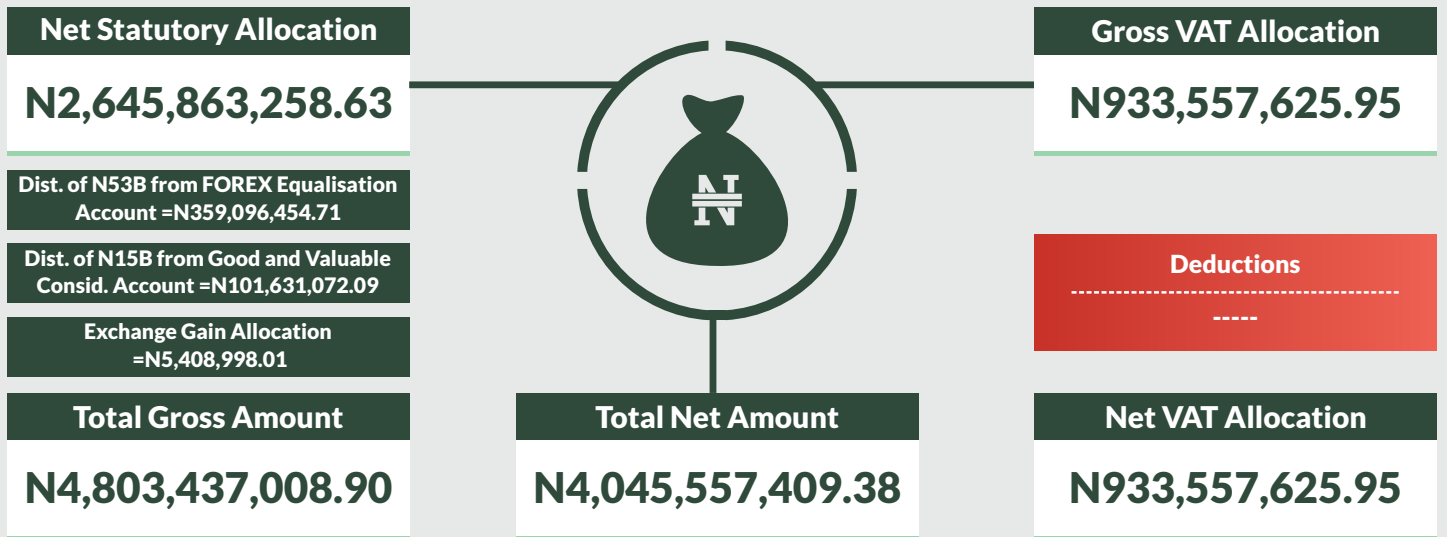 Net Statutory Allocation
N2,645,863,258.63
Dist. of N53B from FOREX Equalisation
Account =N359,096,454.71
Dist. of N15B from Good and Valuable
Consid. Account =N101,631,072.09
Exchange Gain Allocation
=N5,408,998.01
Total Gross Amount
N4,803,437,008.90
₦
Total Net Amount
N4,045,557,409.38
Gross VAT Allocation
N933,557,625.95
Deductions
--------------------------------------------
-----
Net VAT Allocation
N933,557,625.95